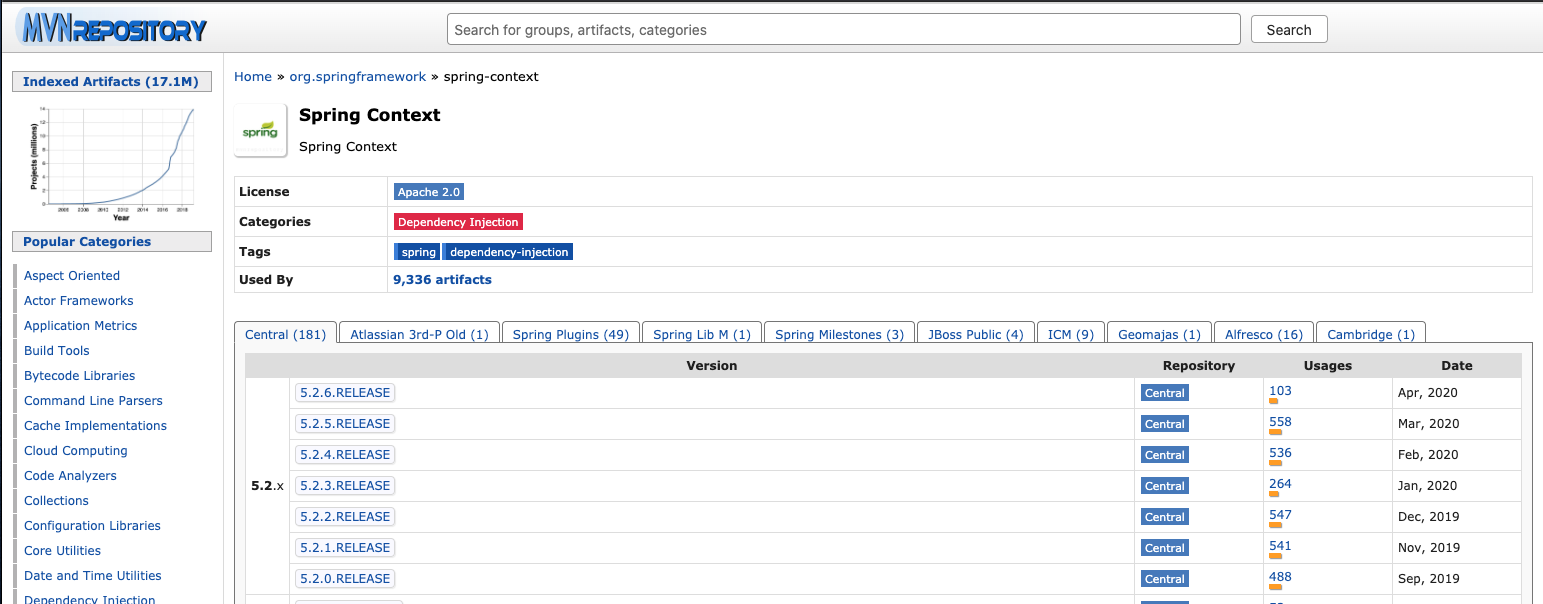 MVNREPOSITORY
Search for groups, artifacts, categories
Search
Indexed Artifacts (17.1M)
Projects (millions)
Year
Popular Categories
Aspect Oriented
Actor Frameworks
Application Metrics
Build Tools
Bytecode Libraries
Command Line Parsers
Cache Implementations
Cloud Computing
Code Analyzers
Collections
Configuration Libraries
Core Utilities
Date and Time Utilities
Dependency Injection
Home » org.springframework » spring-context
spring
Spring Context
Spring Context
License Apache 2.0
Categories Dependency Injection
Tags spring dependency-injection
Used By 9,336 artifacts
Central (181) Atlassian 3rd-P Old (1) Spring Plugins (49) Spring Lib M (1) Spring Milestones (3) JBoss Public (4) ICM (9) Geomajas (1) Alfresco (16) Cambridge (1)
Version Repository Usages Date
5.2.x
5.2.6.RELEASE Central 103 Apr, 2020
5.2.5.RELEASE Central 558 Mar, 2020
5.2.4.RELEASE Central 536 Feb, 2020
5.2.3.RELEASE Central 264 Jan, 2020
5.2.2.RELEASE Central 547 Dec, 2019
5.2.1.RELEASE Central 541 Nov, 2019
5.2.0.RELEASE Central 488 Sep, 2019